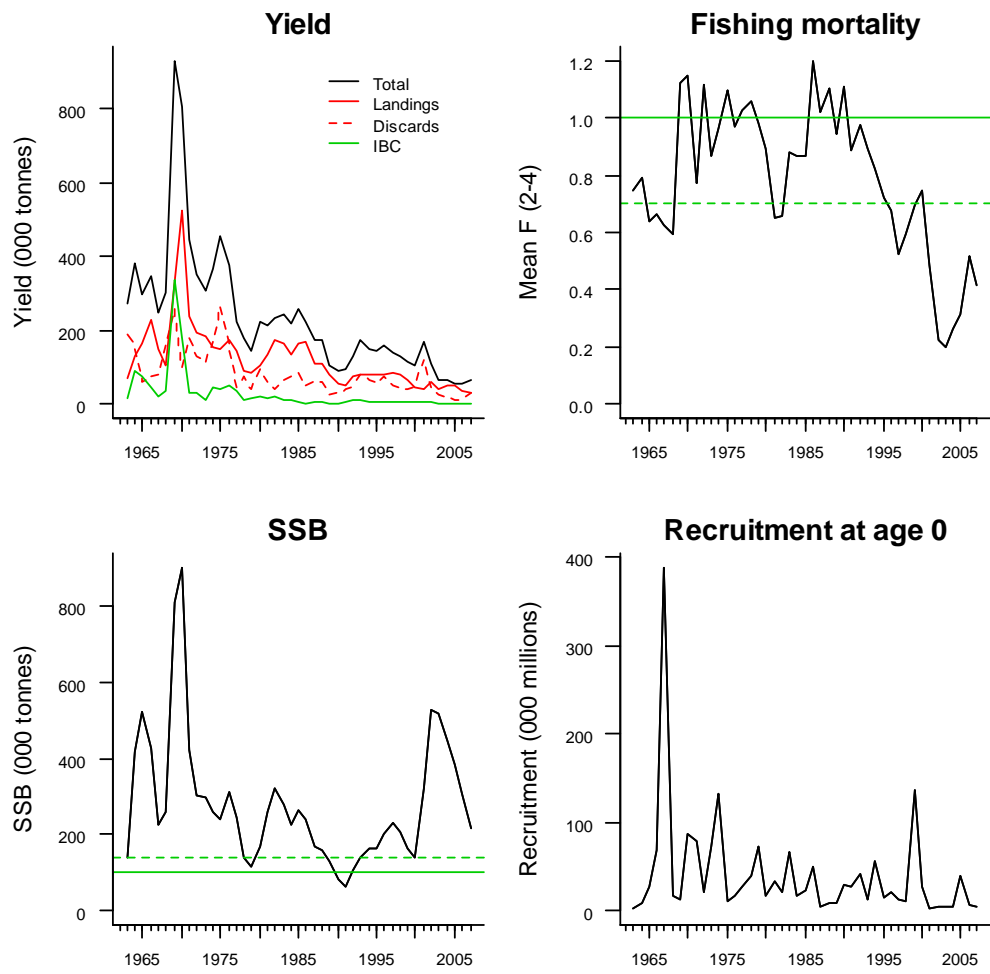 Yield
Yield (000 tonnes)
800
600
400
200
0
Total
Landings
Discards
IBC
1965 1975 1985 1995 2005
Fishing mortality
Mean F (2-4)
1.2
1.0
0.8
0.6
0.4
0.2
0.0
1965 1975 1985 1995 2005
SSB
SSB (000 tonnes)
800
600
400
200
0
1965 1975 1985 1995 2005
Recruitment at age 0
Recruitment (000 millions)
400
300
200
100
0
1965 1975 1985 1995 2005